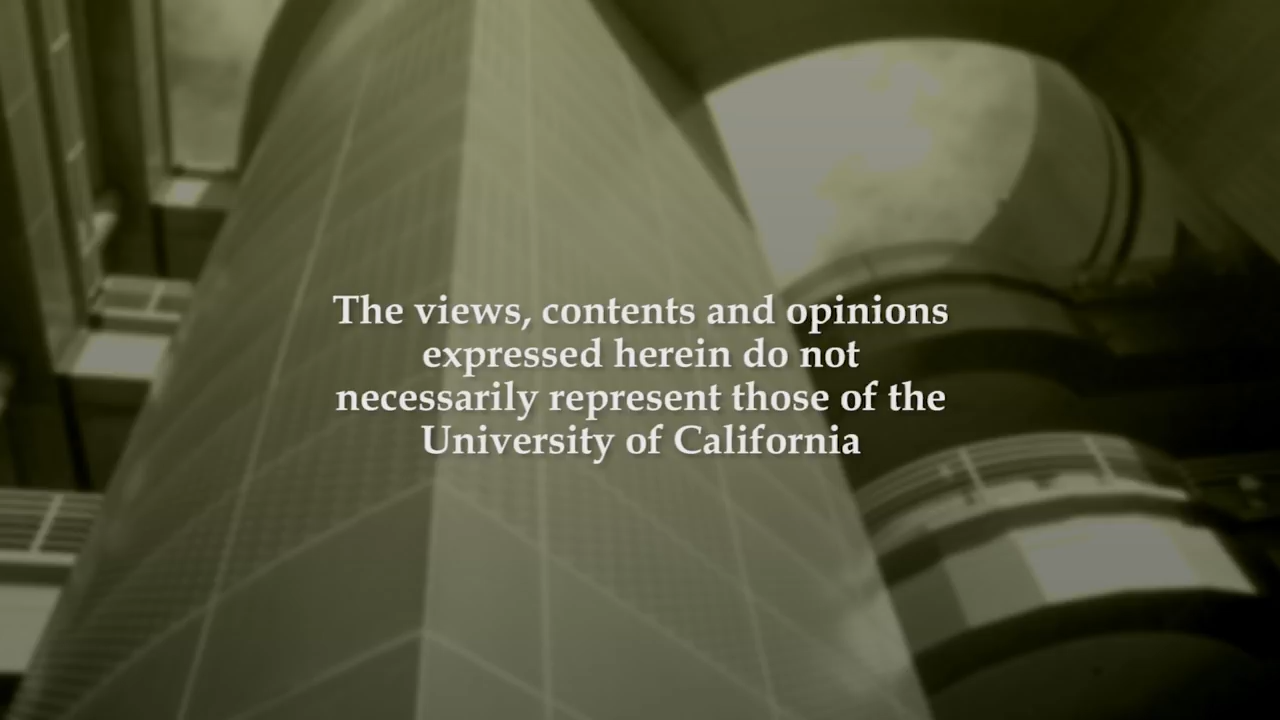 The views, contents and opinions
expressed herein do not
necessarily represent those of the
University of California